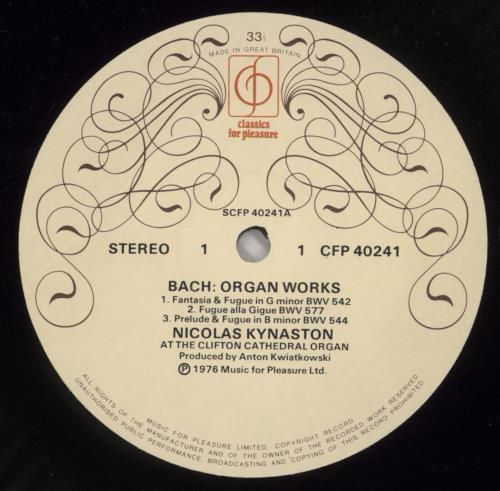 33⅓
MADE IN GREAT BRITAIN
classics
for pleasure
SCFP 40241A
STEREO 1 1 CFP 40241
BACH: ORGAN WORKS
1. Fantasia & Fugue in G minor BWV 542
2. Fugue alla Gigue BWV 577
3. Prelude & Fugue in B minor BWV 544
NICOLAS KYNASTON
AT THE CLIFTON CATHEDRAL ORGAN
Produced by Anton Kwiatkowski
Ⓟ 1976 Music for Pleasure Ltd.
MUSIC FOR PLEASURE LIMITED. COPYRIGHT RECORD
ALL RIGHTS OF THE MANUFACTURER AND OF THE OWNER OF THE RECORDED WORK RESERVED
UNAUTHORISED PUBLIC PERFORMANCE, BROADCASTING AND COPYING OF THIS RECORD PROHIBITED